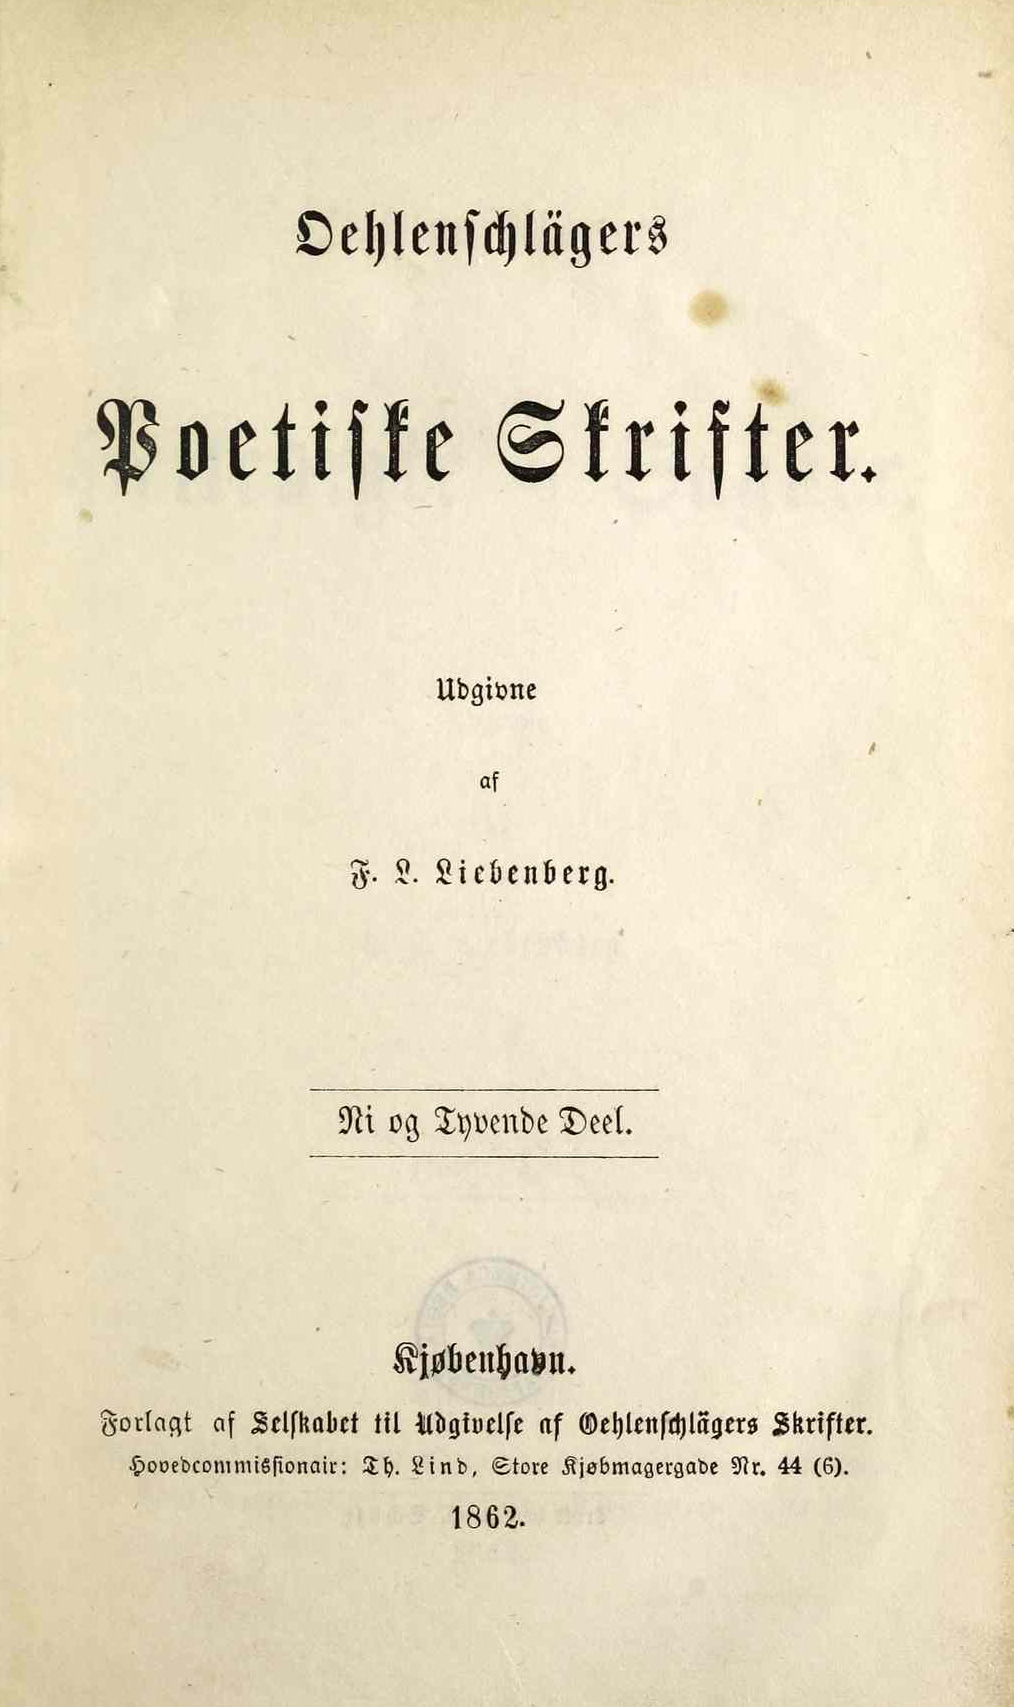 Oehlenschlägers
Poetiske Skrifter.
Udgivne
af
F. L. Liebenberg.
Ni og Tyvende Deel.
Kjøbenhavn.
Forlagt af Selskabet til Udgivelse af Oehlenschlägers Skrifter.
Hovedcommissionair: Th. Lind, Store Kjøbmagergade Nr. 44 (6).
1862.